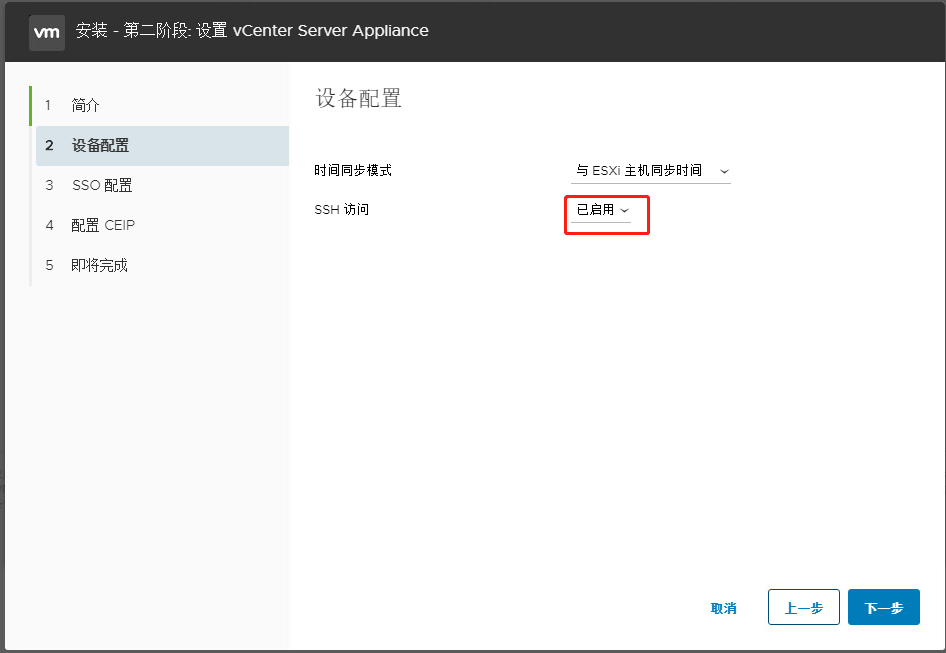 vm 安装 - 第二阶段: 设置 vCenter Server Appliance
1 简介
2 设备配置
3 SSO 配置
4 配置 CEIP
5 即将完成
设备配置
时间同步模式 与 ESXi 主机同步时间
SSH 访问 已启用
取消 上一步 下一步